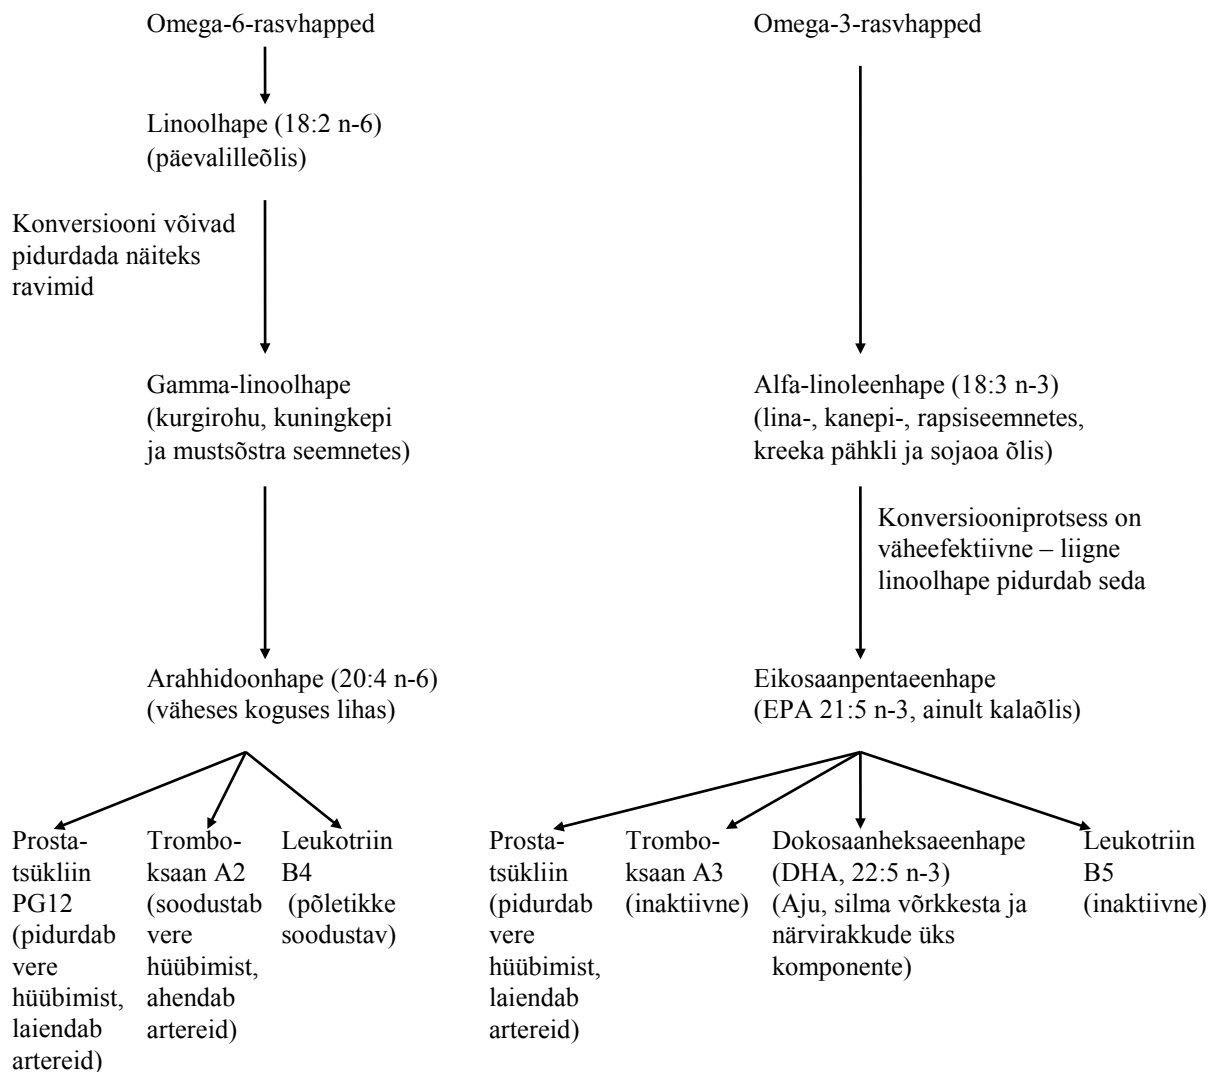 Omega-6-rasvhapped
Linoolhape (18:2 n-6)
(päevalilleõlis)
Konversiooni võivad
pidurdada näiteks
ravimid
Gamma-linoolhape
(kurgirohu, kuningkepi
ja mustsõstra seemnetes)
Arahhidoonhape (20:4 n-6)
(väheses koguses lihas)
Prosta-
tsükliin
PG12
(pidurdab
vere
hüübimist,
laiendab
artereid)
Trombo-
ksaan A2
(soodustab
vere
hüübimist,
ahendab
artereid)
Leukotriin
B4
(põletikke
soodustav)
Omega-3-rasvhapped
Alfa-linoleenhape (18:3 n-3)
(lina-, kanepi-, rapsiseemnetes,
kreeka pähkli ja sojaoa õlis)
Konversiooniprotsess on
väheefektiivne – liigne
linoolhape pidurdab seda
Eikosaanpentaeenhape
(EPA 21:5 n-3, ainult kalaõlis)
Prosta-
tsükliin
(pidurdab
vere
hüübimist,
laiendab
artereid)
Trombo-
ksaan A3
(inaktiivne)
Dokosaanheksaeenhape
(DHA, 22:5 n-3)
(Aju, silma võrkkesta ja
närvirakkude üks
komponente)
Leukotriin
B5
(inaktiivne)